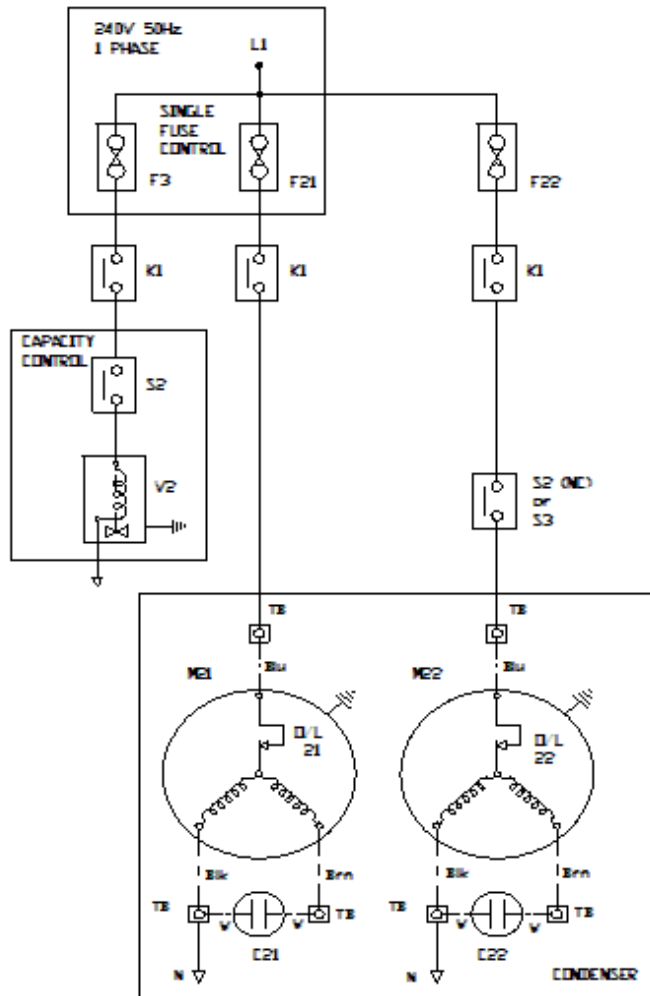 240V 50Hz
1 PHASE
L1
SINGLE
FUSE
CONTROL
F3
F21
F22
K1
K1
K1
CAPACITY
CONTROL
S2
V2
S2 (NC)
or
S3
TB
TB
M21
Bu
M22
Bu
O/L
21
O/L
22
Blk
Brn
Blk
Brn
TB
TB
TB
TB
W
W
W
W
C21
C22
N
N
CONDENSER